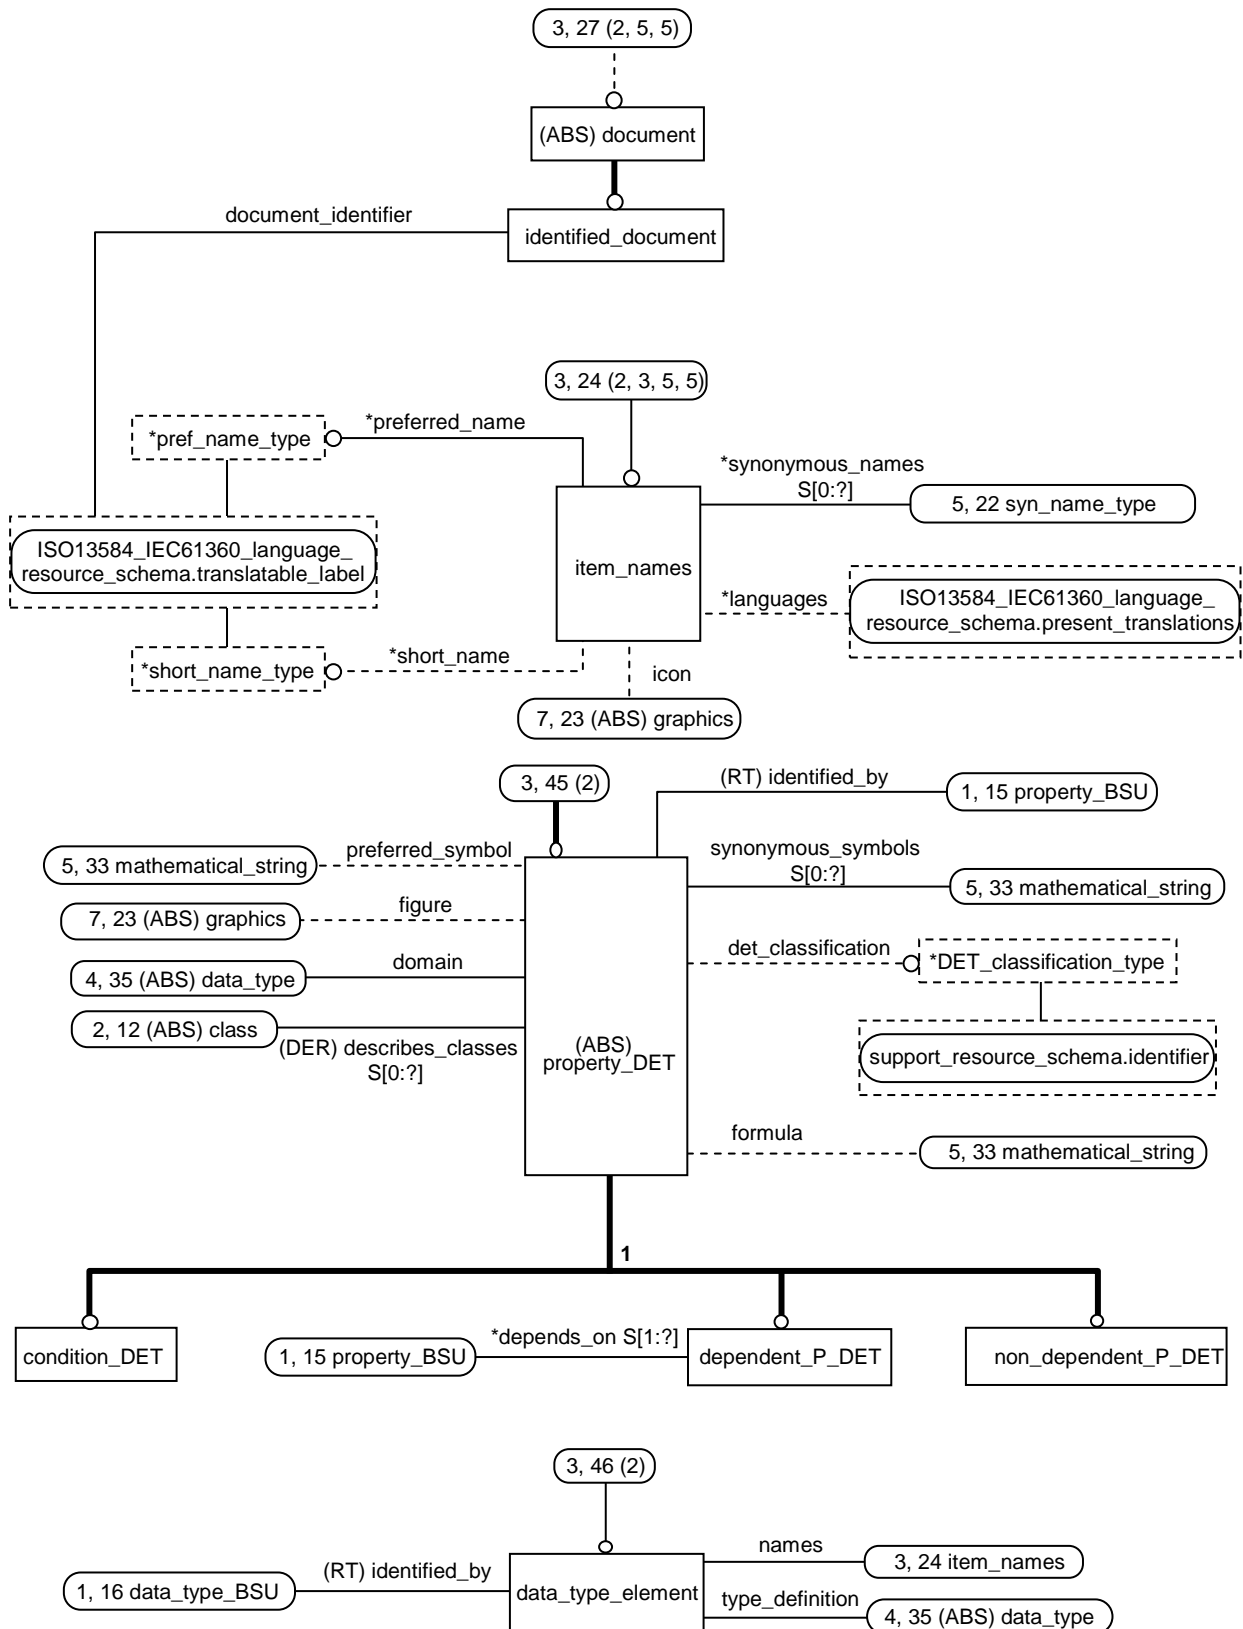 3, 27 (2, 5, 5)
(ABS) document
document_identifier
identified_document
3, 24 (2, 3, 5, 5)
*pref_name_type
*preferred_name
*synonymous_names
S[0:?]
5, 22 syn_name_type
ISO13584_IEC61360_language_
resource_schema.translatable_label
item_names
*languages
ISO13584_IEC61360_language_
resource_schema.present_translations
*short_name_type
*short_name
icon
7, 23 (ABS) graphics
3, 45 (2)
(RT) identified_by
1, 15 property_BSU
5, 33 mathematical_string
preferred_symbol
synonymous_symbols
S[0:?]
5, 33 mathematical_string
7, 23 (ABS) graphics
figure
det_classification
*DET_classification_type
4, 35 (ABS) data_type
domain
2, 12 (ABS) class
(DER) describes_classes
S[0:?]
(ABS)
property_DET
support_resource_schema.identifier
formula
5, 33 mathematical_string
1
condition_DET
1, 15 property_BSU
*depends_on S[1:?]
dependent_P_DET
non_dependent_P_DET
3, 46 (2)
1, 16 data_type_BSU
(RT) identified_by
data_type_element
names
3, 24 item_names
type_definition
4, 35 (ABS) data_type